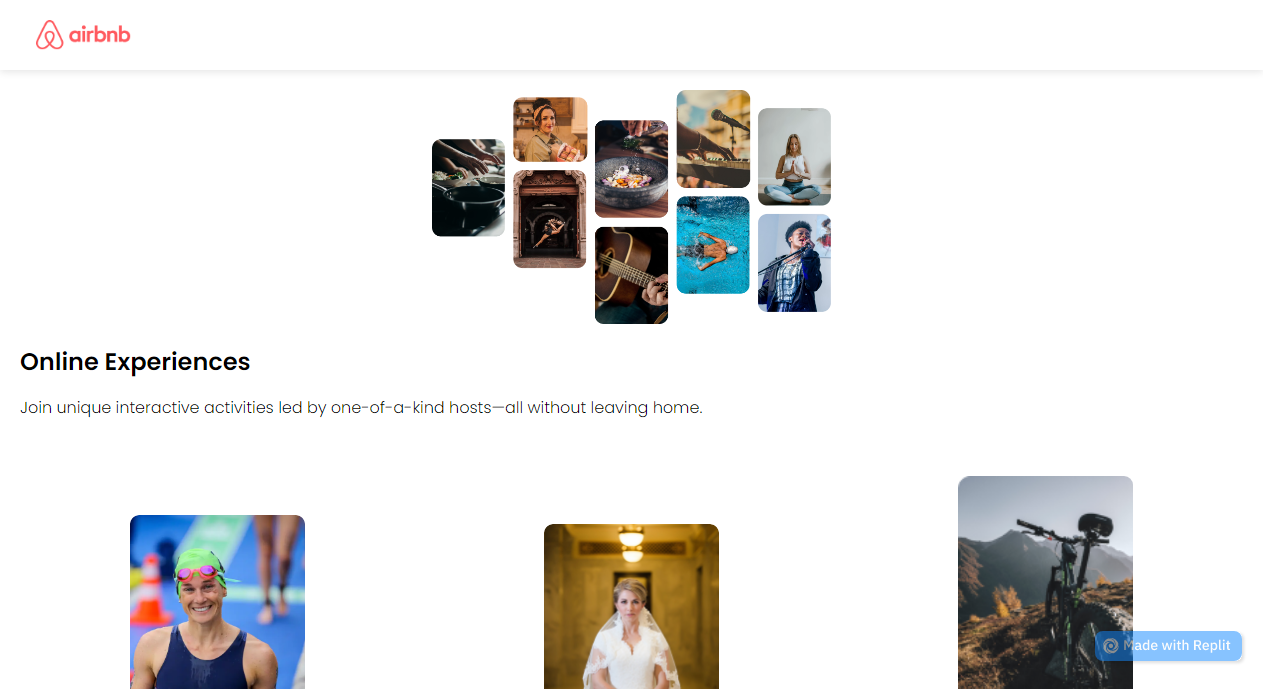 airbnb
Online Experiences
Join unique interactive activities led by one-of-a-kind hosts—all without leaving home.
Made with Replit